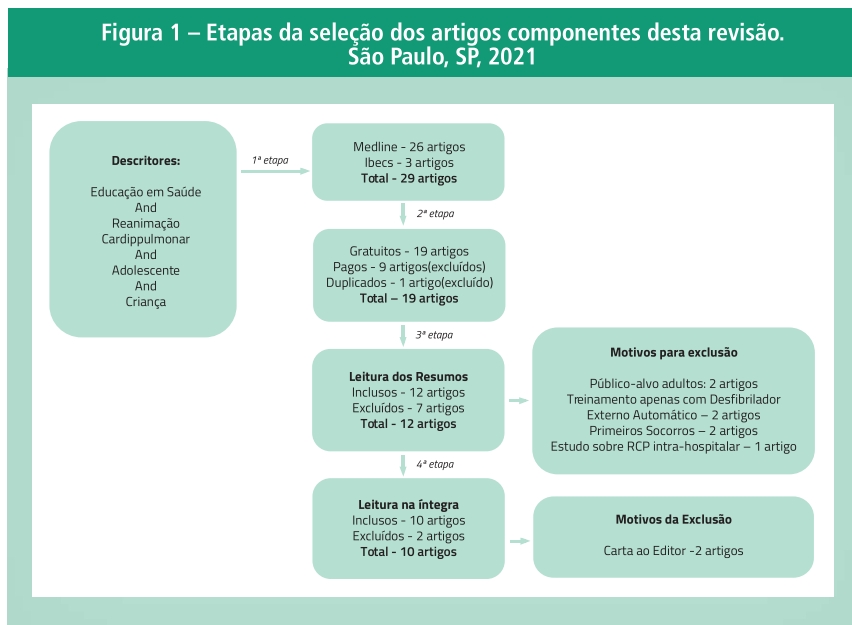 Figura 1 – Etapas da seleção dos artigos componentes desta revisão.
São Paulo, SP, 2021
Descritores:
Educação em Saúde
And
Reanimação
Cardippulmonar
And
Adolescente
And
Criança
1ª etapa
Medline - 26 artigos
Ibecs - 3 artigos
Total - 29 artigos
2ª etapa
Gratuitos - 19 artigos
Pagos - 9 artigos(excluídos)
Duplicados - 1 artigo(excluído)
Total – 19 artigos
3ª etapa
Leitura dos Resumos
Inclusos - 12 artigos
Excluídos - 7 artigos
Total - 12 artigos
Motivos para exclusão
Público-alvo adultos: 2 artigos
Treinamento apenas com Desfibrilador
Externo Automático – 2 artigos
Primeiros Socorros – 2 artigos
Estudo sobre RCP intra-hospitalar – 1 artigo
4ª etapa
Leitura na íntegra
Inclusos - 10 artigos
Excluídos - 2 artigos
Total - 10 artigos
Motivos da Exclusão
Carta ao Editor -2 artigos